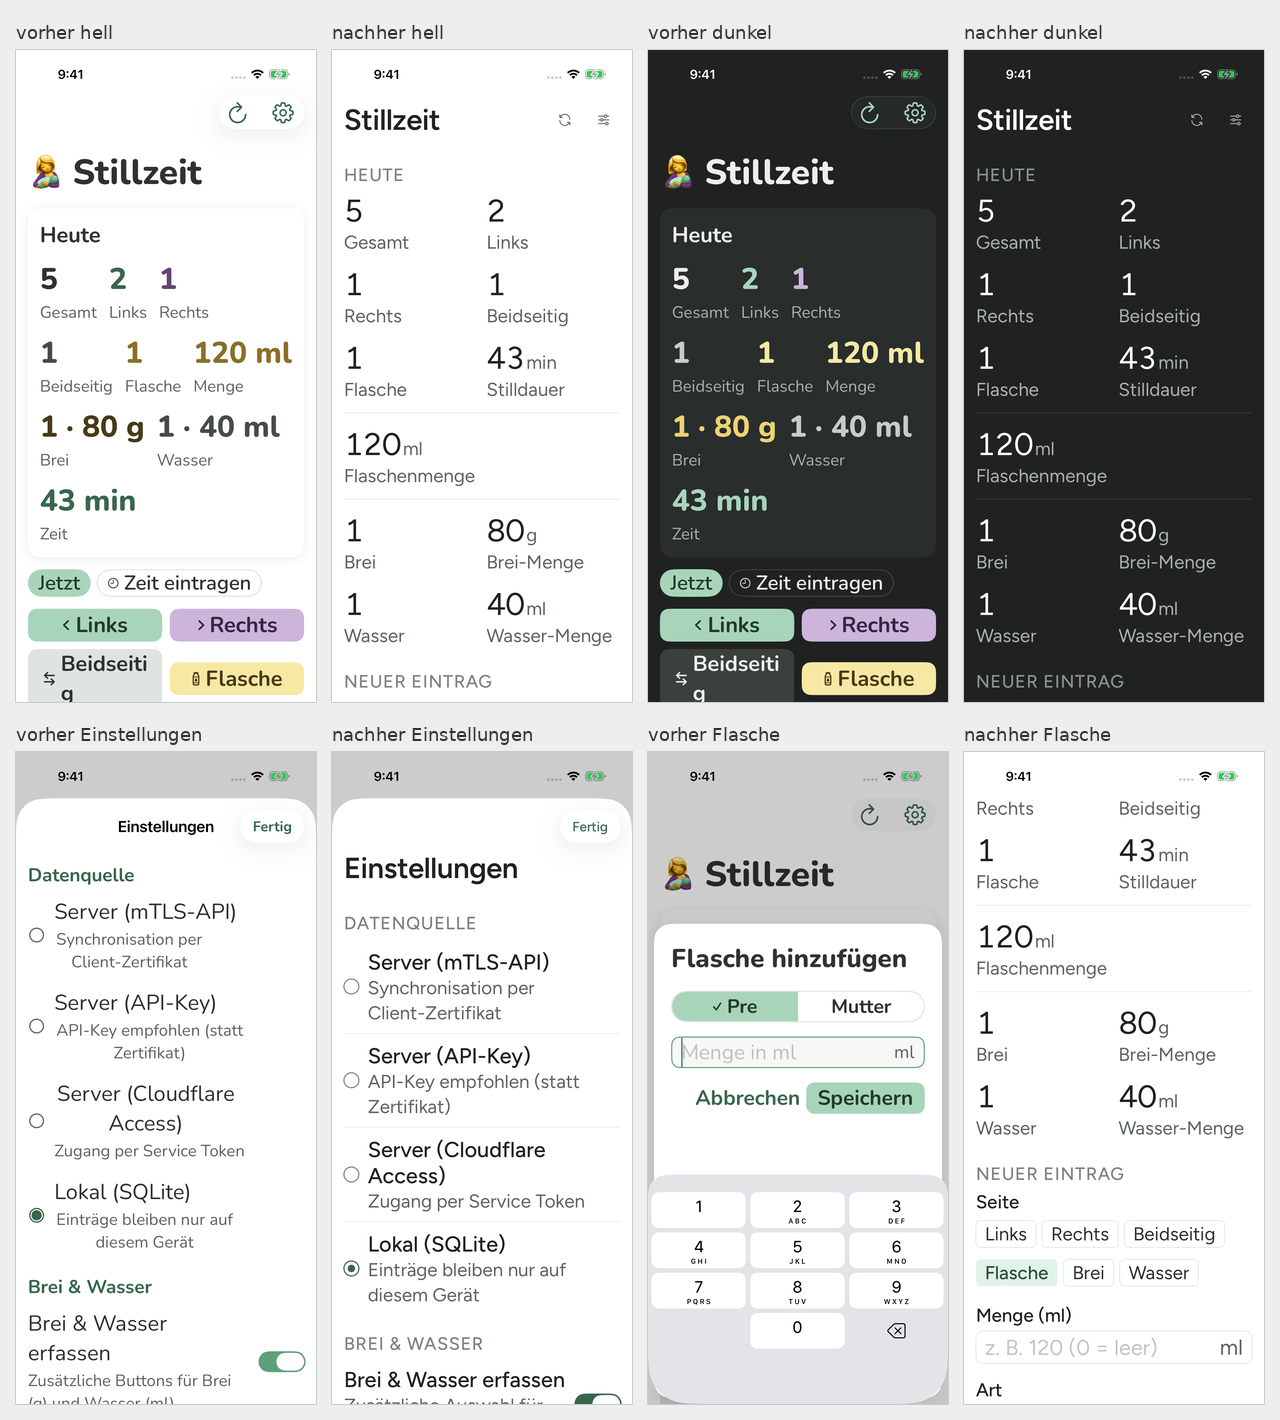 vorher hell
9:41
Stillzeit
Heute
5 2 1
Gesamt Links Rechts
1 1 120 ml
Beidseitig Flasche Menge
1 · 80 g 1 · 40 ml
Brei Wasser
43 min
Zeit
Jetzt Zeit eintragen
Links Rechts
Beidseiti
g
Flasche
nachher hell
9:41
Stillzeit
HEUTE
5 2
Gesamt Links
1 1
Rechts Beidseitig
1 43 min
Flasche Stilldauer
120 ml
Flaschenmenge
1 80 g
Brei Brei-Menge
1 40 ml
Wasser Wasser-Menge
NEUER EINTRAG
vorher dunkel
9:41
Stillzeit
Heute
5 2 1
Gesamt Links Rechts
1 1 120 ml
Beidseitig Flasche Menge
1 · 80 g 1 · 40 ml
Brei Wasser
43 min
Zeit
Jetzt Zeit eintragen
Links Rechts
Beidseiti
g
Flasche
nachher dunkel
9:41
Stillzeit
HEUTE
5 2
Gesamt Links
1 1
Rechts Beidseitig
1 43 min
Flasche Stilldauer
120 ml
Flaschenmenge
1 80 g
Brei Brei-Menge
1 40 ml
Wasser Wasser-Menge
NEUER EINTRAG
vorher Einstellungen
9:41
Einstellungen Fertig
Datenquelle
Server (mTLS-API)
Synchronisation per
Client-Zertifikat
Server (API-Key)
API-Key empfohlen (statt
Zertifikat)
Server (Cloudflare
Access)
Zugang per Service Token
Lokal (SQLite)
Einträge bleiben nur auf
diesem Gerät
Brei & Wasser
Brei & Wasser
erfassen
Zusätzliche Buttons für Brei
(g) und Wasser (ml)
nachher Einstellungen
9:41
Fertig
Einstellungen
DATENQUELLE
Server (mTLS-API)
Synchronisation per
Client-Zertifikat
Server (API-Key)
API-Key empfohlen (statt
Zertifikat)
Server (Cloudflare
Access)
Zugang per Service Token
Lokal (SQLite)
Einträge bleiben nur auf
diesem Gerät
BREI & WASSER
Brei & Wasser erfassen
Zusätzliche Auswahl für
vorher Flasche
9:41
Stillzeit
Flasche hinzufügen
Pre Mutter
Menge in ml ml
Abbrechen Speichern
1 2 3
ABC DEF
4 5 6
GHI JKL MNO
7 8 9
PQRS TUV WXYZ
0
nachher Flasche
9:41
Rechts Beidseitig
1 43 min
Flasche Stilldauer
120 ml
Flaschenmenge
1 80 g
Brei Brei-Menge
1 40 ml
Wasser Wasser-Menge
NEUER EINTRAG
Seite
Links Rechts Beidseitig
Flasche Brei Wasser
Menge (ml)
z. B. 120 (0 = leer) ml
Art